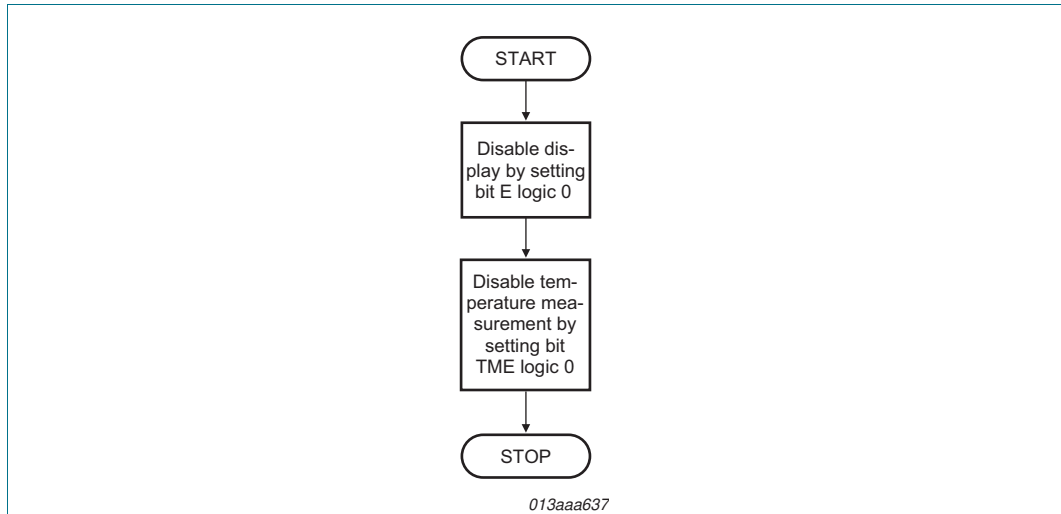 START
Disable dis-
play by setting
bit E logic 0
Disable tem-
perature mea-
surement by
setting bit
TME logic 0
STOP
013aaa637